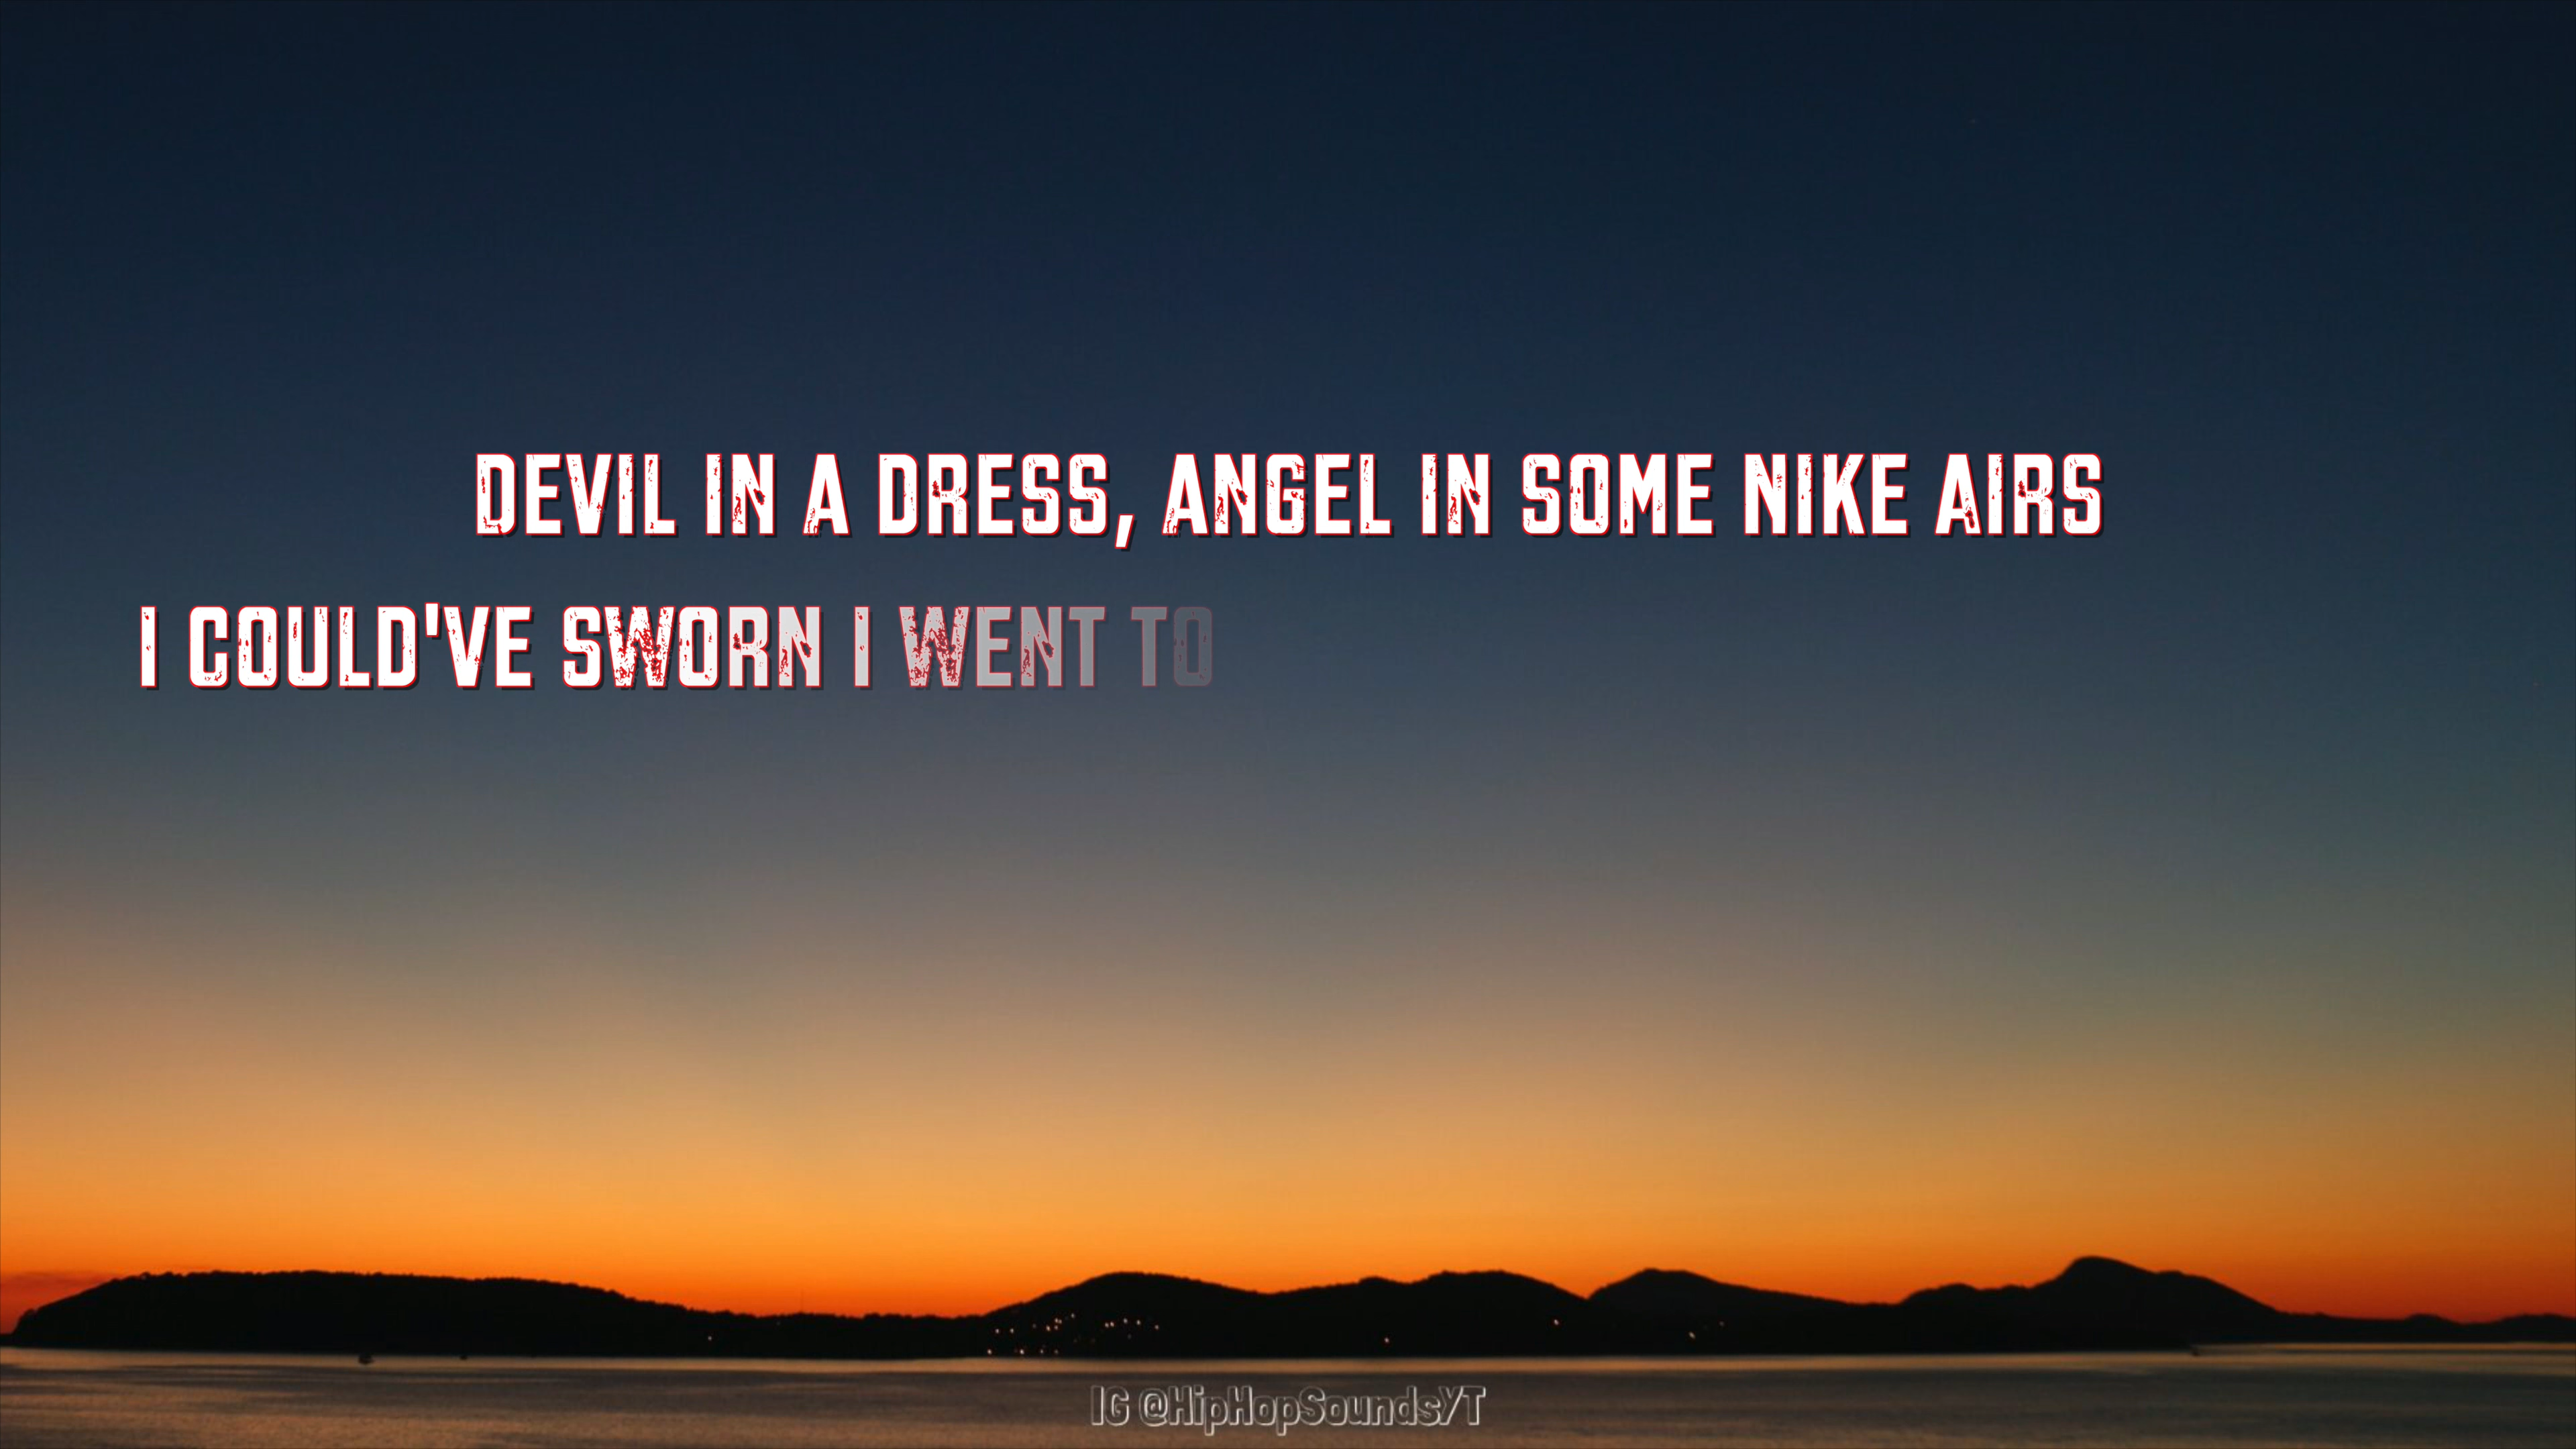 DEVIL IN A DRESS, ANGEL IN SOME NIKE AIRS
I COULD'VE SWORN I WENT TO
IG @HipHopSoundsYT